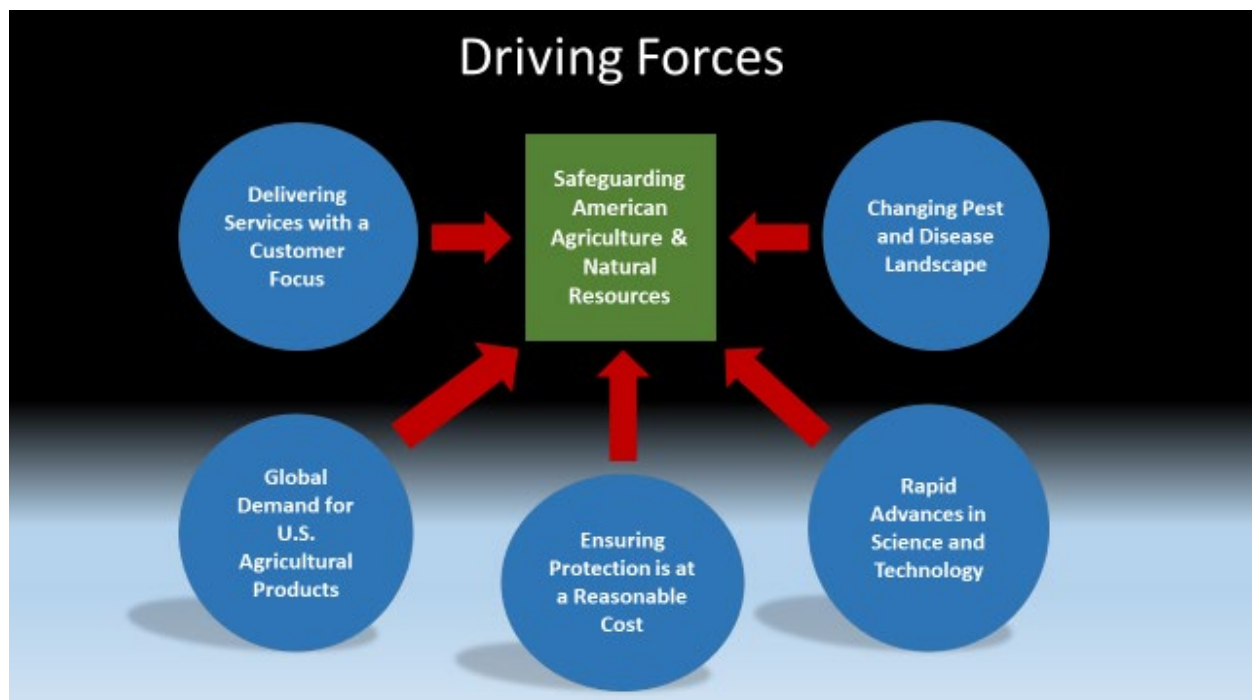 Driving Forces
Delivering
Services with a
Customer
Focus
Safeguarding
American
Agriculture &
Natural
Resources
Changing Pest
and Disease
Landscape
Global
Demand for
U.S.
Agricultural
Products
Ensuring
Protection is at
a Reasonable
Cost
Rapid
Advances in
Science and
Technology